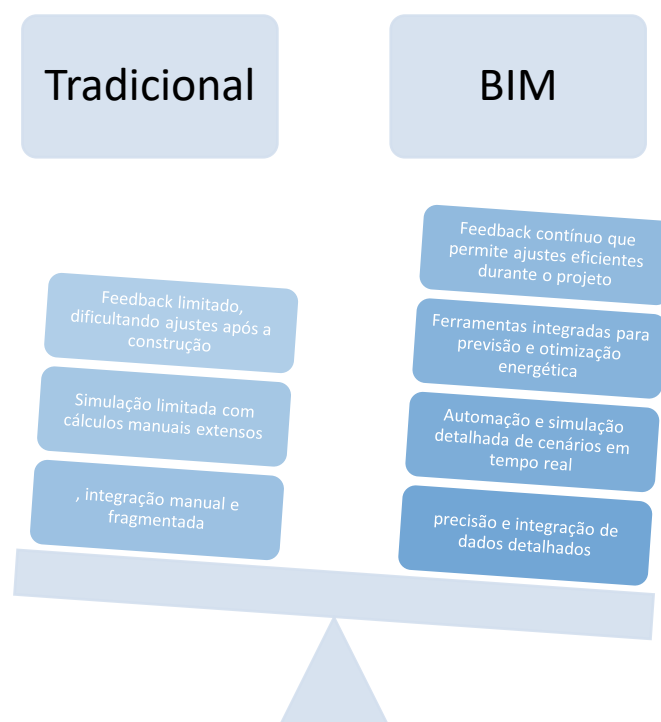 Tradicional
BIM
Feedback limitado,
dificultando ajustes após a
construção
Simulação limitada com
cálculos manuais extensos
, integração manual e
fragmentada
Feedback contínuo que
permite ajustes eficientes
durante o projeto
Ferramentas integradas para
previsão e otimização
energética
Automação e simulação
detalhada de cenários em
tempo real
precisão e integração de
dados detalhados